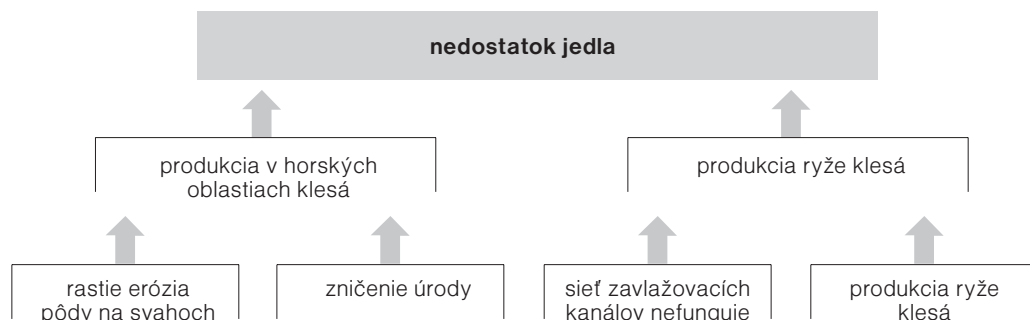 nedostatok jedla
produkcia v horských
oblastiach klesá
produkcia ryže klesá
rastie erózia
pôdy na svahoch
zničenie úrody
sieť zavlažovacích
kanálov nefunguje
produkcia ryže
klesá